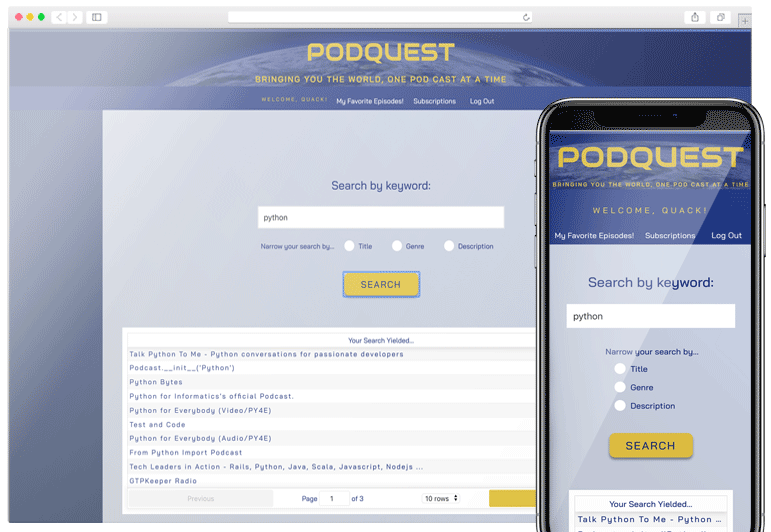 PODQUEST
BRINGING YOU THE WORLD, ONE POD CAST AT A TIME
WELCOME, QUACK! My Favorite Episodes! Subscriptions Log Out
Search by keyword:
python
Narrow your search by... Title Genre Description
SEARCH
Your Search Yielded...
Talk Python To Me - Python conversations for passionate developers
Podcast.__init__('Python')
Python Bytes
Python for Informatics's official Podcast.
Python for Everybody (Video/PY4E)
Test and Code
Python for Everybody (Audio/PY4E)
From Python Import Podcast
Tech Leaders in Action - Rails, Python, Java, Scala, Javascript, Nodejs ...
GTPKeeper Radio
Previous Page 1 of 3 10 rows
PODQUEST
BRINGING YOU THE WORLD, ONE POD CAST AT A TIME
WELCOME, QUACK!
My Favorite Episodes! Subscriptions Log Out
Search by keyword:
python
Narrow your search by...
Title
Genre
Description
SEARCH
Your Search Yielded...
Talk Python To Me - Python ...